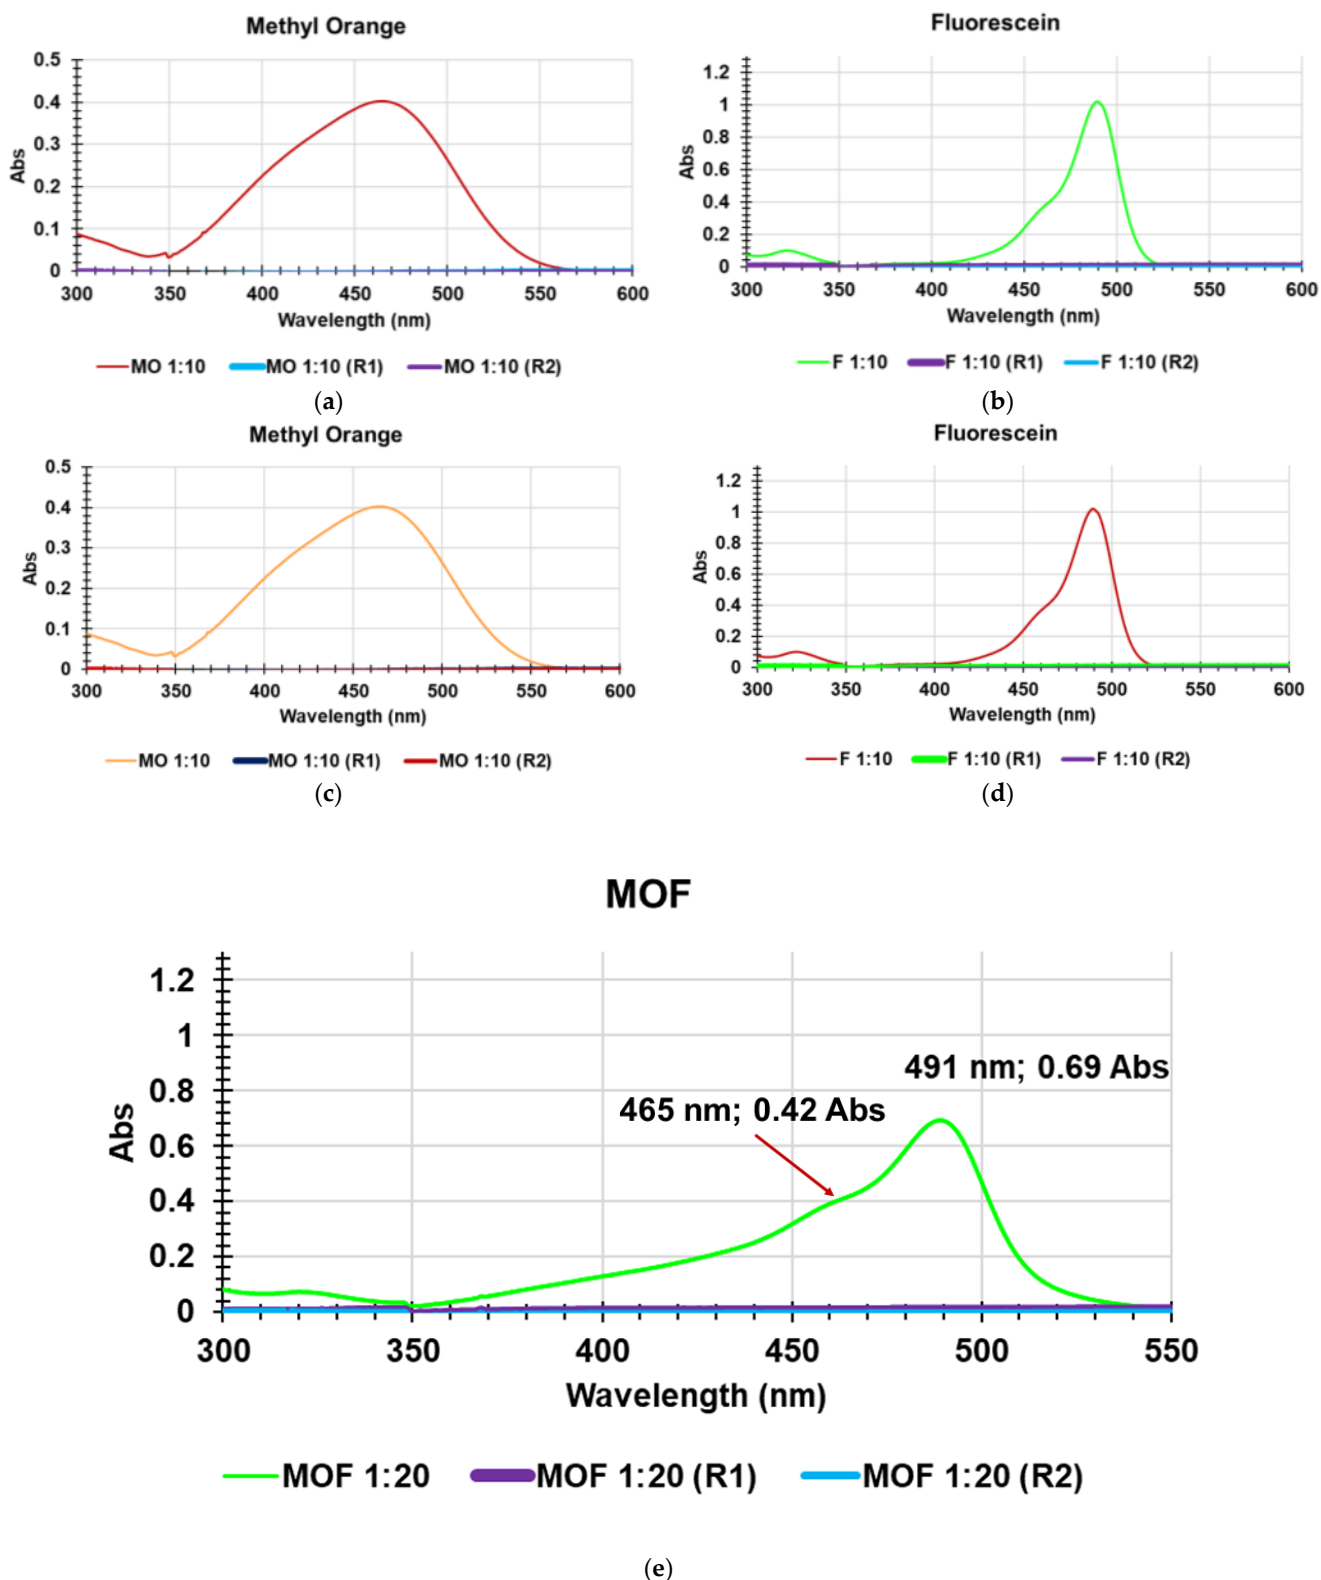 Methyl Orange
0.5
0.4
0.3
0.2
0.1
0
Abs
300 350 400 450 500 550 600
Wavelength (nm)
MO 1:10 MO 1:10 (R1) MO 1:10 (R2)
(a)
Fluorescein
1.2
1
0.8
0.6
0.4
0.2
0
Abs
300 350 400 450 500 550 600
Wavelength (nm)
F 1:10 F 1:10 (R1) F 1:10 (R2)
(b)
Methyl Orange
0.5
0.4
0.3
0.2
0.1
0
Abs
300 350 400 450 500 550 600
Wavelength (nm)
MO 1:10 MO 1:10 (R1) MO 1:10 (R2)
(c)
Fluorescein
1.2
1
0.8
0.6
0.4
0.2
0
Abs
300 350 400 450 500 550 600
Wavelength (nm)
F 1:10 F 1:10 (R1) F 1:10 (R2)
(d)
MOF
1.2
1
0.8
0.6
0.4
0.2
0
Abs
491 nm; 0.69 Abs
465 nm; 0.42 Abs
300 350 400 450 500 550
Wavelength (nm)
MOF 1:20 MOF 1:20 (R1) MOF 1:20 (R2)
(e)